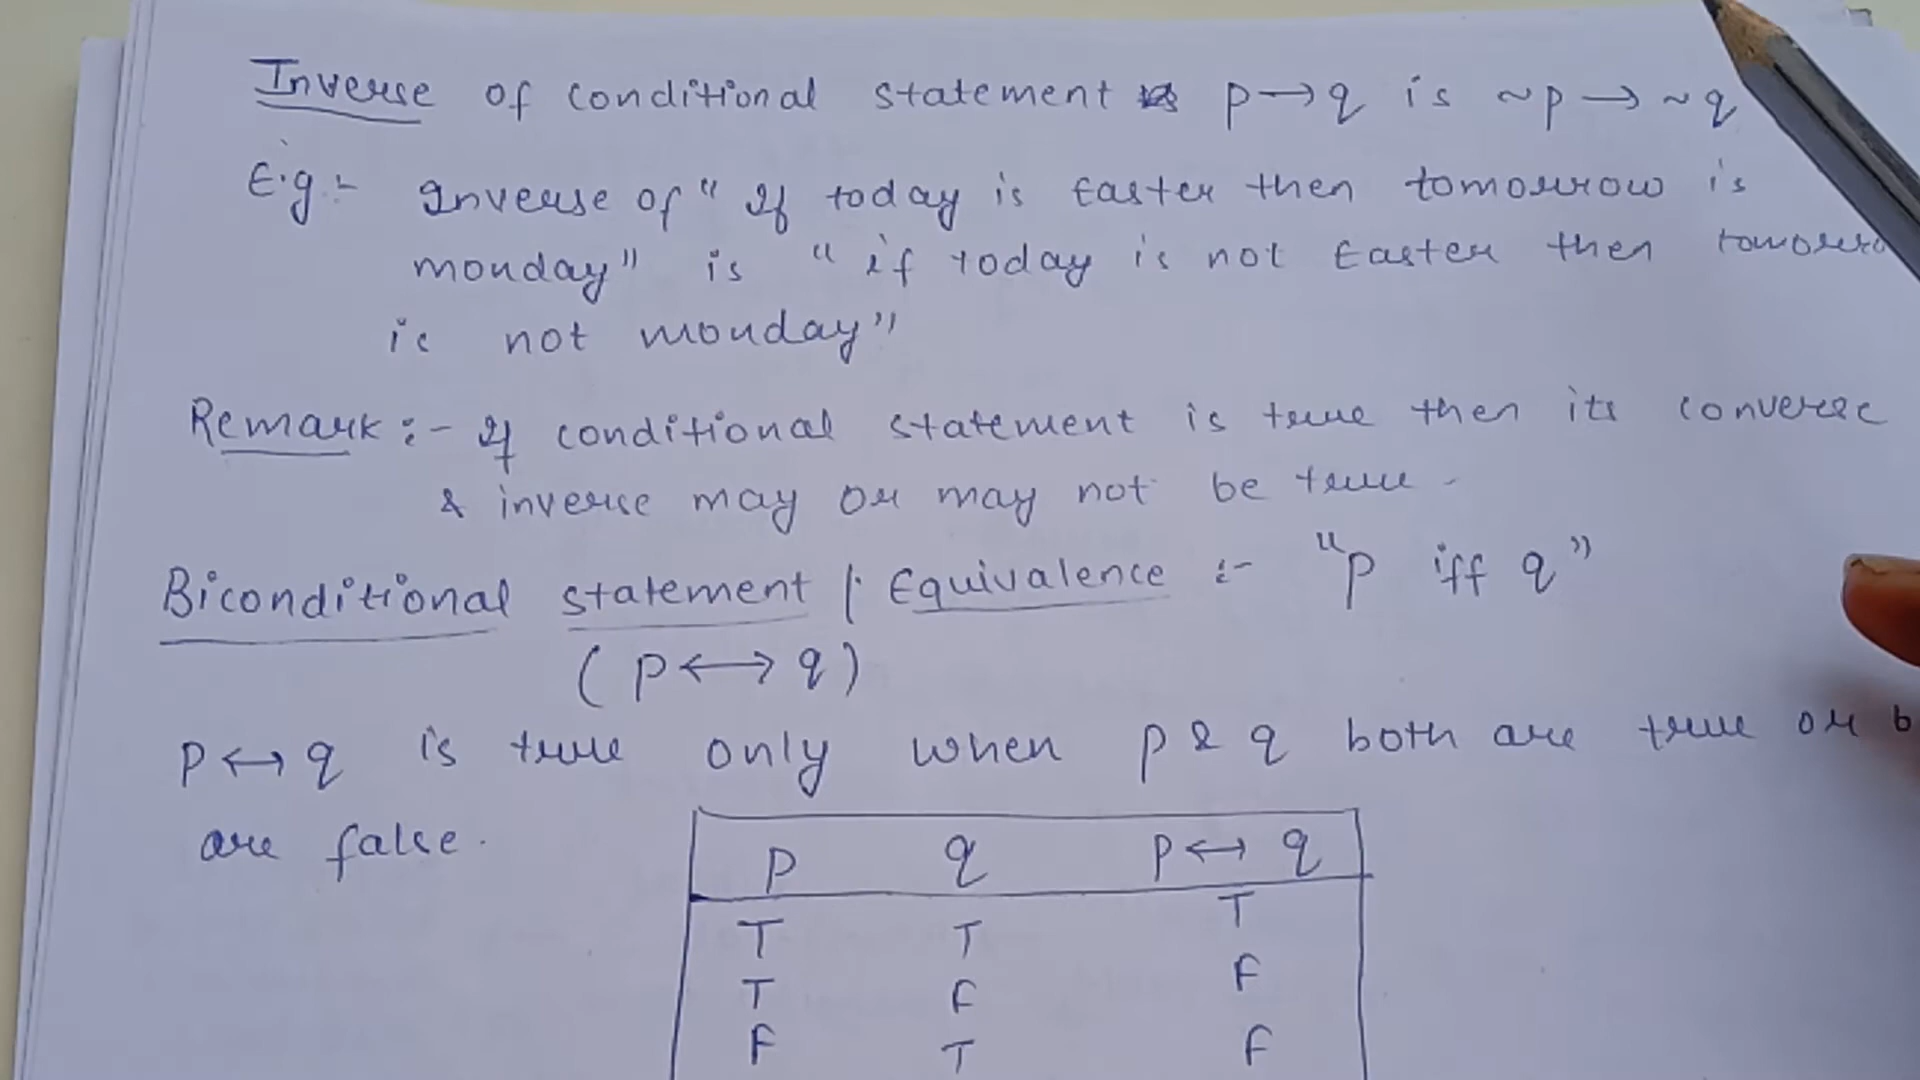 Inverse of conditional statement p→q is ~p→~q
E.g:- Inverse of "If today is Easter then tomorrow is
monday" is "if today is not Easter then tomorro
is not monday"
Remark:- If conditional statement is true then its converse
& inverse may or may not be true.
Biconditional statement | Equivalence :- "p iff q"
(p↔q)
P↔q is true only when p & q both are true or b
are false.
P q P↔q
T T T
T F F
F T F